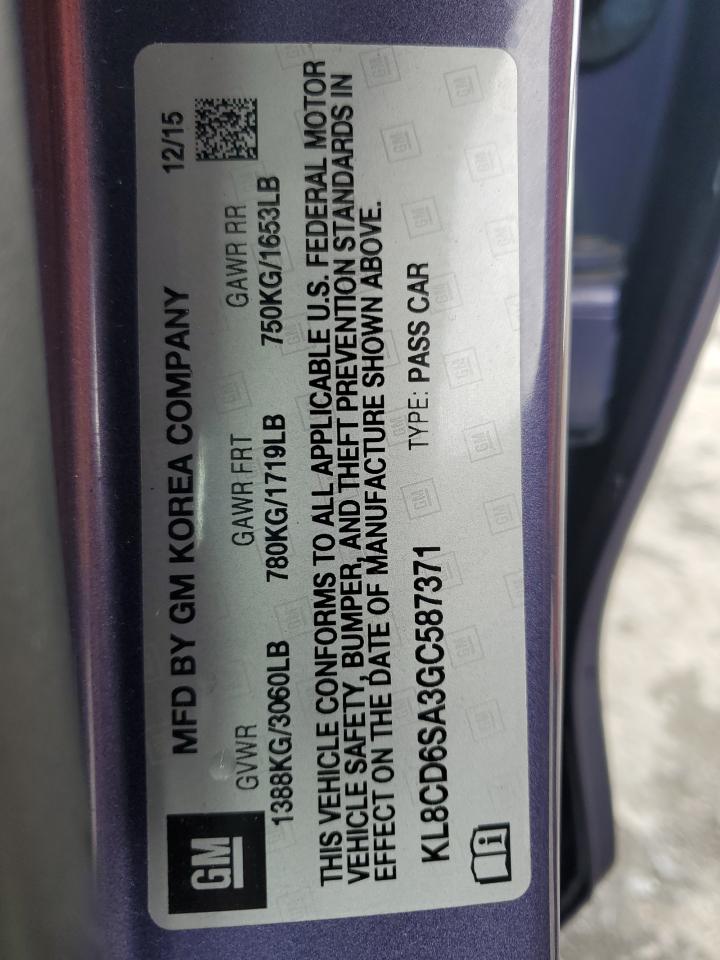 GM
MFD BY GM KOREA COMPANY 12/15
GVWR GAWR FRT GAWR RR
1388KG/3060LB 780KG/1719LB 750KG/1653LB
THIS VEHICLE CONFORMS TO ALL APPLICABLE U.S. FEDERAL MOTOR
VEHICLE SAFETY, BUMPER, AND THEFT PREVENTION STANDARDS IN
EFFECT ON THE DATE OF MANUFACTURE SHOWN ABOVE.
KL8CD6SA3GC587371 TYPE: PASS CAR